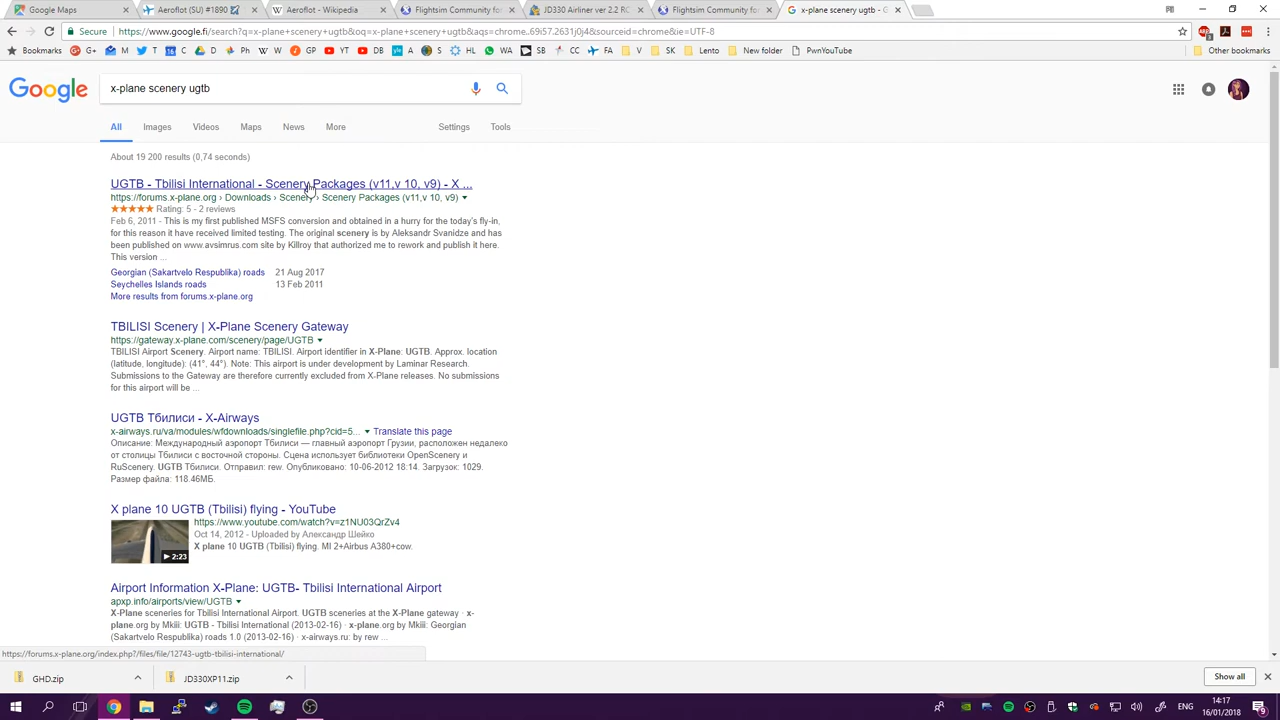 Google Maps
Aeroflot (SU) #1890
Aeroflot - Wikipedia
Flightsim Community for
JD330 Airliner ver 2.2 RC
Flightsim Community for
x-plane scenery ugtb - G
Secure
https://www.google.fi/search?q=x-plane+scenery+ugtb&oq=x-plane+scenery+ugtb&aqs=chrome..69i57.2631j0j4&sourceid=chrome&ie=UTF-8
Bookmarks G+ M T C D P W GP YT DB yle A HL WA SB CC FA V Lataamo New folder PwnYouTube Other bookmarks
Google
x-plane scenery ugtb
All Images Videos Maps News More Settings Tools
About 19 200 results (0,74 seconds)
UGTB - Tbilisi International - Scenery Packages (v11,v 10, v9) - X ...
https://forums.x-plane.org › Downloads › Scenery › Scenery Packages (v11,v 10, v9)
Rating: 5 - 2 reviews
Feb 6, 2011 - This is my first published MSFS conversion and obtained in a hurry for the today's fly-in,
for this reason it have received limited testing. The original scenery is by Aleksandr Svanidze and has
been published on www.avsimrus.com site by Killroy that authorized me to rework and publish it here.
This version ...
Georgian (Sakartvelo Respublika) roads 21 Aug 2017
Seychelles Islands roads 13 Feb 2011
More results from forums.x-plane.org
TBILISI Scenery | X-Plane Scenery Gateway
https://gateway.x-plane.com/scenery/page/UGTB
TBILISI Airport Scenery. Airport name: TBILISI. Airport identifier in X-Plane: UGTB. Approx. location
(latitude, longitude): (41°, 44°). Note: This airport is under development by Laminar Research.
Submissions to the Gateway are therefore currently excluded from X-Plane releases. No submissions
for this airport will be ...
UGTB Тбилиси - X-Airways
x-airways.ru/va/modules/wfdownloads/singlefile.php?cid=5... Translate this page
Описание: Международный аэропорт Тбилиси — главный аэропорт Грузии, расположен недалеко
от столицы Тбилиси с восточной стороны. Сцена использует библиотеки OpenScenery и
RuScenery. UGTB Тбилиси. Отправил: rew. Опубликовано: 10-06-2012 18:14. Загрузок: 1029.
Размер файла: 118.46МБ.
X plane 10 UGTB (Tbilisi) flying - YouTube
https://www.youtube.com/watch?v=z1NU03QrZv4
Oct 14, 2012 - Uploaded by Александр Шейко
X plane 10 UGTB (Tbilisi) flying. MI 2+Airbus A380+cow.
2:23
Airport Information X-Plane: UGTB- Tbilisi International Airport
apxp.info/airports/view/UGTB
X-Plane sceneries for Tbilisi International Airport. UGTB sceneries at the X-Plane gateway · x-
plane.org by Mkiii: UGTB - Tbilisi International (2013-02-16) · x-plane.org by Mkiii: Georgian
(Sakartvelo Respublika) roads 1.0 (2013-02-16) · x-airways.ru: by rew ...
https://forums.x-plane.org/index.php?/files/file/12743-ugtb-tbilisi-international/
GHD.zip
JD330XP11.zip
Show all
ENG
14:17
16/01/2018